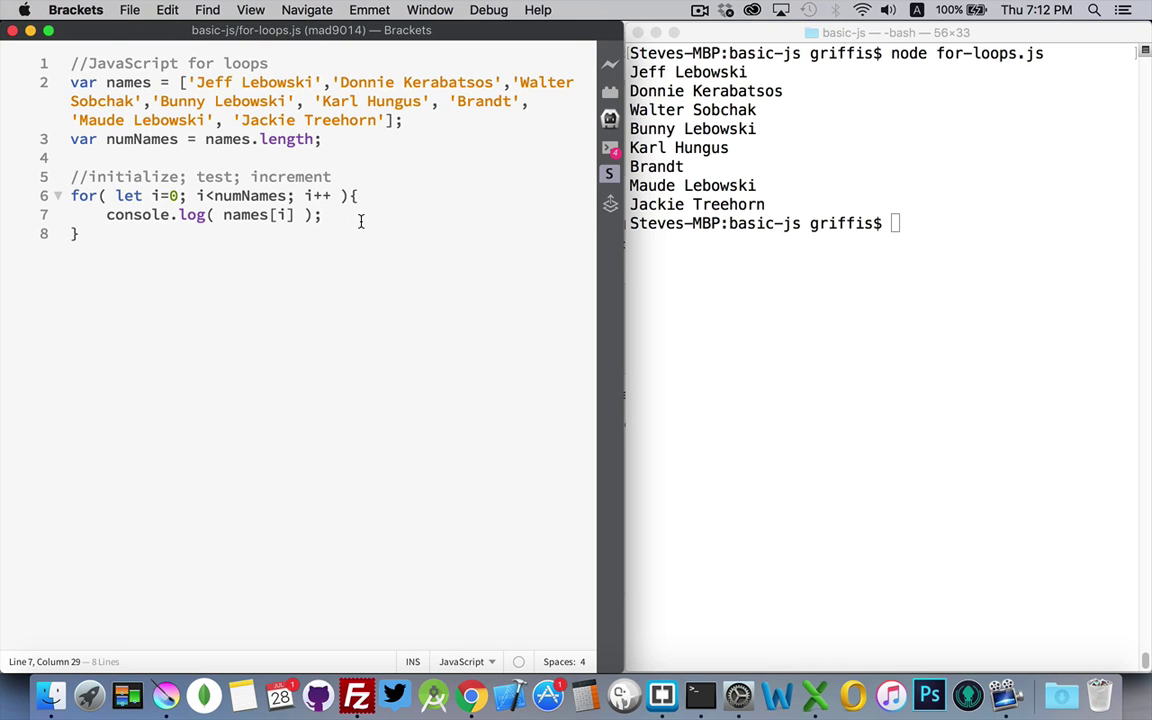 Brackets File Edit Find View Navigate Emmet Window Debug Help A 100% Thu 7:12 PM
basic-js/for-loops.js (mad9014) — Brackets
basic-js — -bash — 56×33
1 //JavaScript for loops
2 var names = ['Jeff Lebowski','Donnie Kerabatsos','Walter
Sobchak','Bunny Lebowski', 'Karl Hungus', 'Brandt',
'Maude Lebowski', 'Jackie Treehorn'];
3 var numNames = names.length;
4
5 //initialize; test; increment
6 for( let i=0; i<numNames; i++ ){
7 console.log( names[i] );
8 }
4
S
Steves-MBP:basic-js griffis$ node for-loops.js
Jeff Lebowski
Donnie Kerabatsos
Walter Sobchak
Bunny Lebowski
Karl Hungus
Brandt
Maude Lebowski
Jackie Treehorn
Steves-MBP:basic-js griffis$
Line 7, Column 29 — 8 Lines
INS JavaScript Spaces: 4
28
1
Fz
W
X
Ps